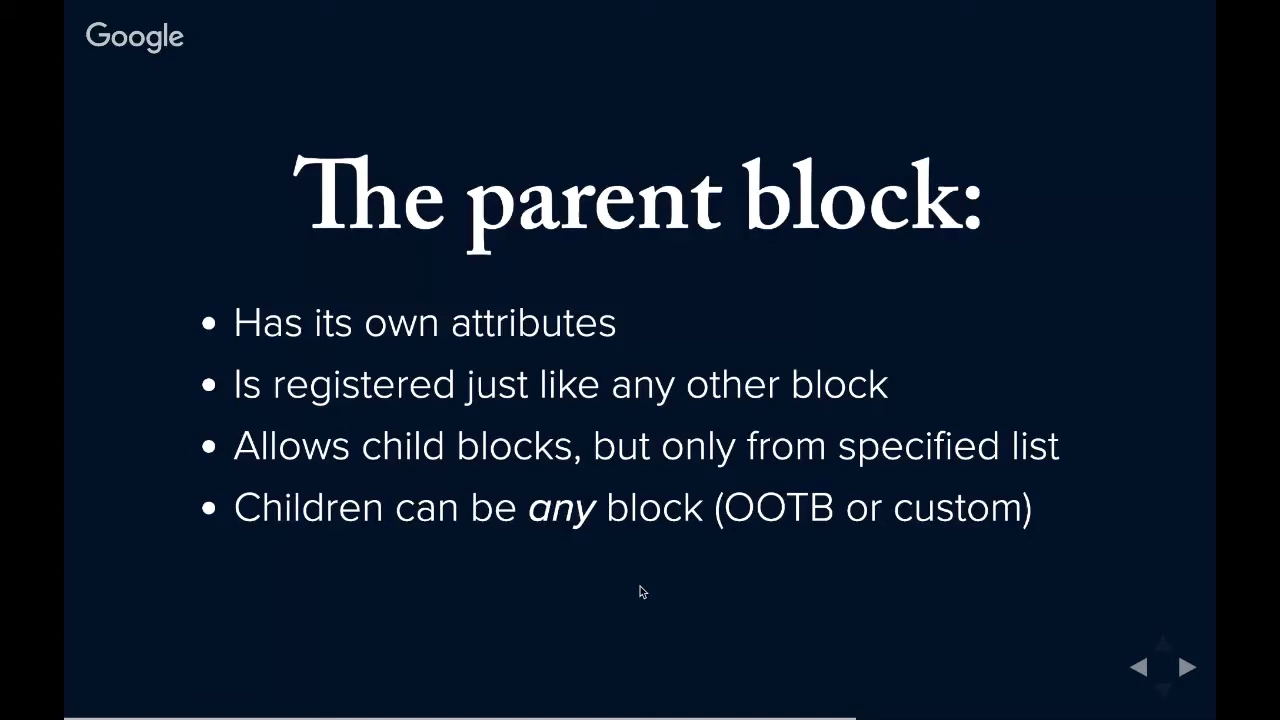 Google
The parent block:
• Has its own attributes
• Is registered just like any other block
• Allows child blocks, but only from specified list
• Children can be any block (OOTB or custom)